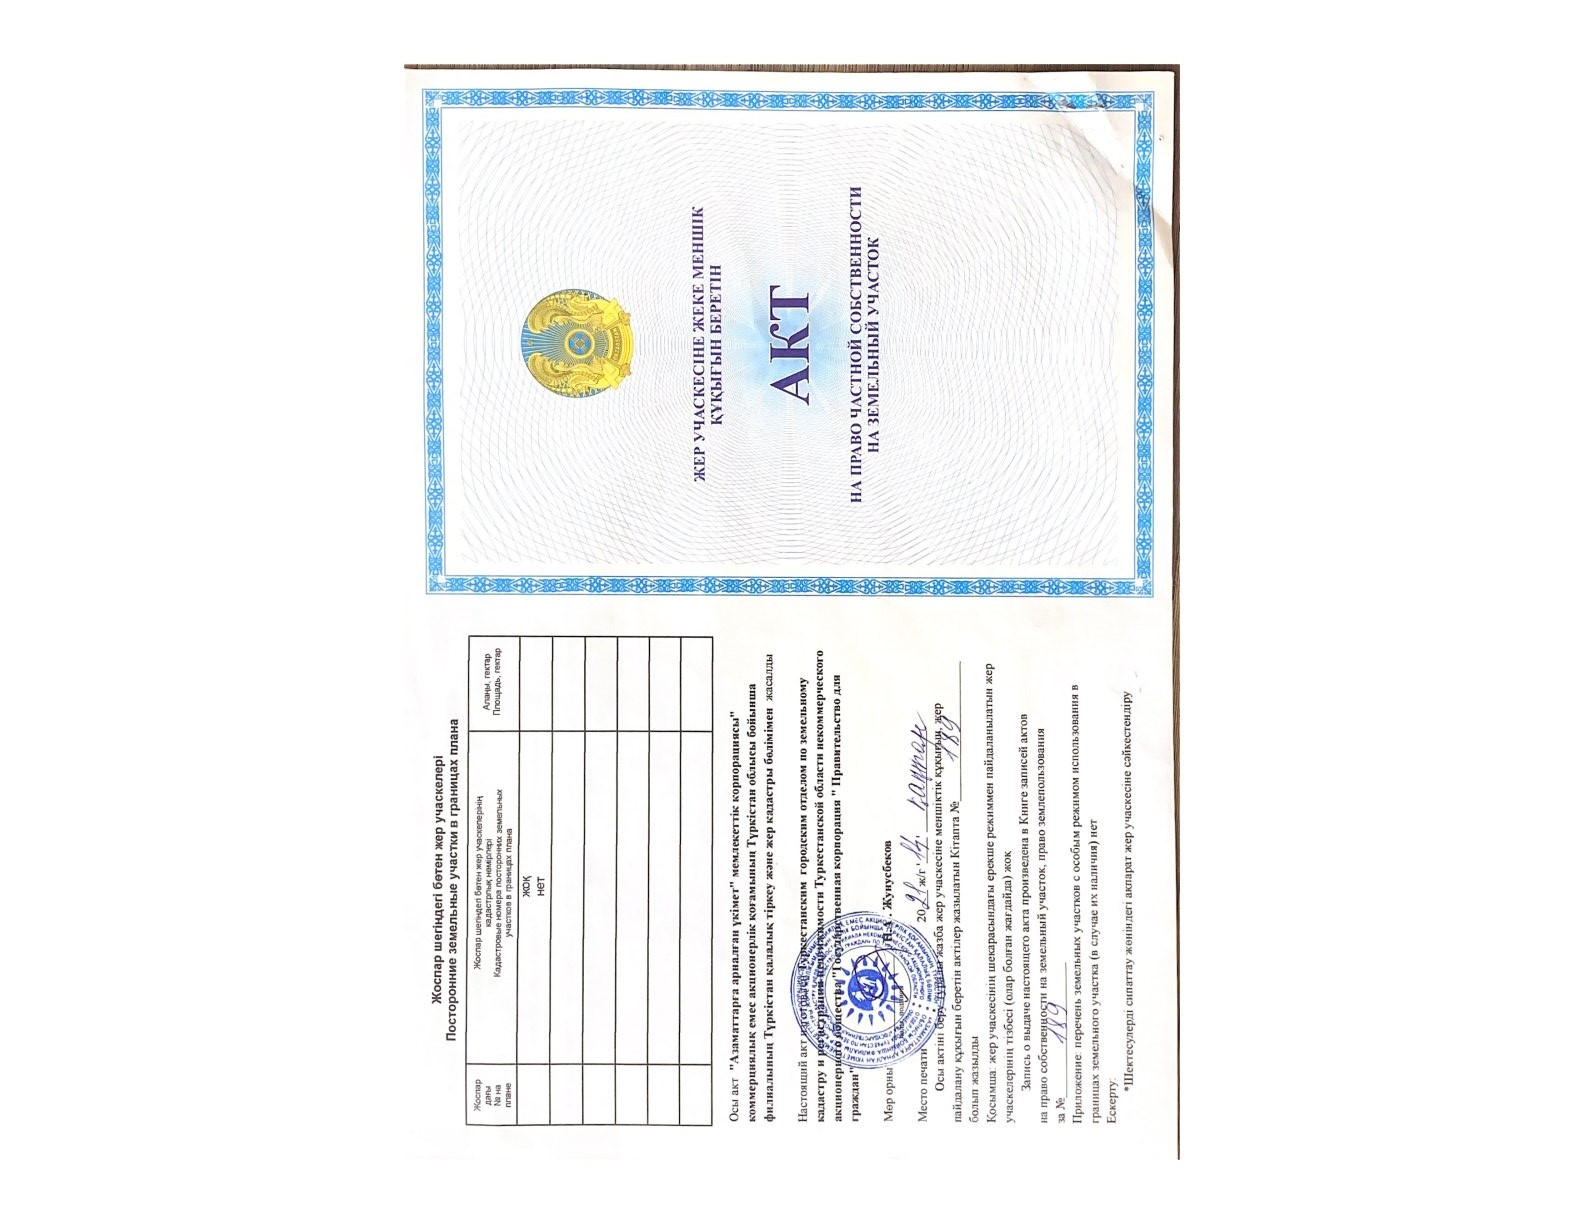 Жоспар шегіндегі бөтен жер учаскелері
Посторонние земельные участки в границах плана
Жоспар
дағы
№ на
плане
Жоспар шегіндегі бөтен жер учаскелерінің
кадастрлық нөмірлері
Кадастровые номера посторонних земельных
участков в границах плана
Алаңы, гектар
Площадь, гектар
жоқ
нет
Осы акт "Азаматтарға арналған үкімет" мемлекеттік корпорациясы"
коммерциялық емес акционерлік қоғамының Түркістан облысы бойынша
филиалының Түркістан қалалық тіркеу және жер кадастры бөлімімен жасалды
Настоящий акт изготовлен Туркестанским городским отделом по земельному
кадастру и регистрации недвижимости Туркестанской области некоммерческого
акционерного общества "Государственная корпорация " Правительство для
граждан"
Мөр орны Н.А. Жунусбеков
Место печати 2021 ж/г
Осы актіні беру туралы жазба жер учаскесіне меншіктік құқығын, жер
пайдалану құқығын беретін актілер жазылатын Кітапта № 189
болып жазылды
Қосымша: жер учаскесінің шекарасындағы ерекше режиммен пайдаланылатын жер
учаскелерінің тізбесі (олар болған жағдайда) жоқ
Запись о выдаче настоящего акта произведена в Книге записей актов
на право собственности на земельный участок, право землепользования
за № 189
Приложение: перечень земельных участков с особым режимом использования в
границах земельного участка (в случае их наличия) нет
Ескерту:
*Шектесулерді сипаттау жөніндегі ақпарат жер учаскесіне сәйкестендіру
ЖЕР УЧАСКЕСІНЕ ЖЕКЕ МЕНШІК
ҚҰҚЫҒЫН БЕРЕТІН
АКТ
НА ПРАВО ЧАСТНОЙ СОБСТВЕННОСТИ
НА ЗЕМЕЛЬНЫЙ УЧАСТОК